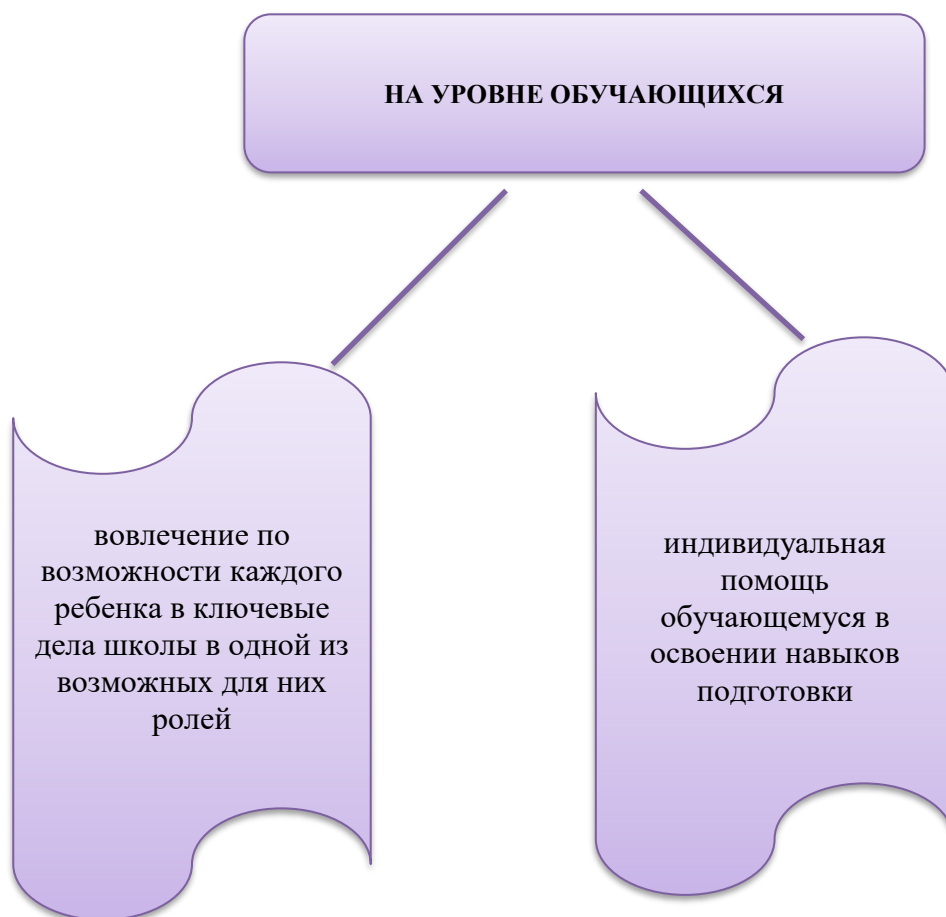 НА УРОВНЕ ОБУЧАЮЩИХСЯ
вовлечение по
возможности каждого
ребенка в ключевые
дела школы в одной из
возможных для них
ролей
индивидуальная
помощь
обучающемуся в
освоении навыков
подготовки